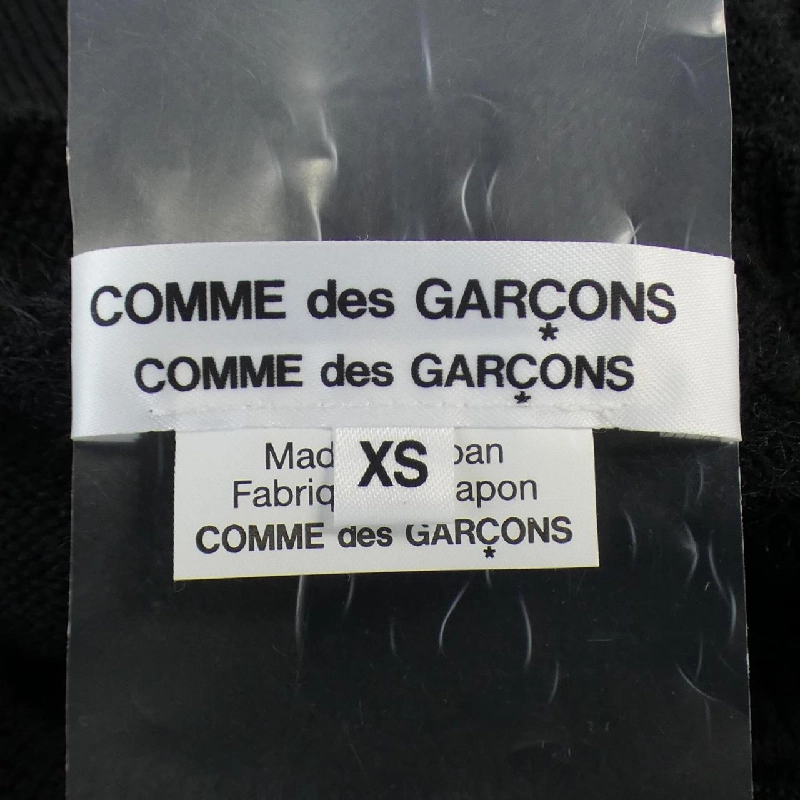 COMME des GARÇONS
COMME des GARÇONS
XS
Mad pan
Fabriq apon
COMME des GARÇONS